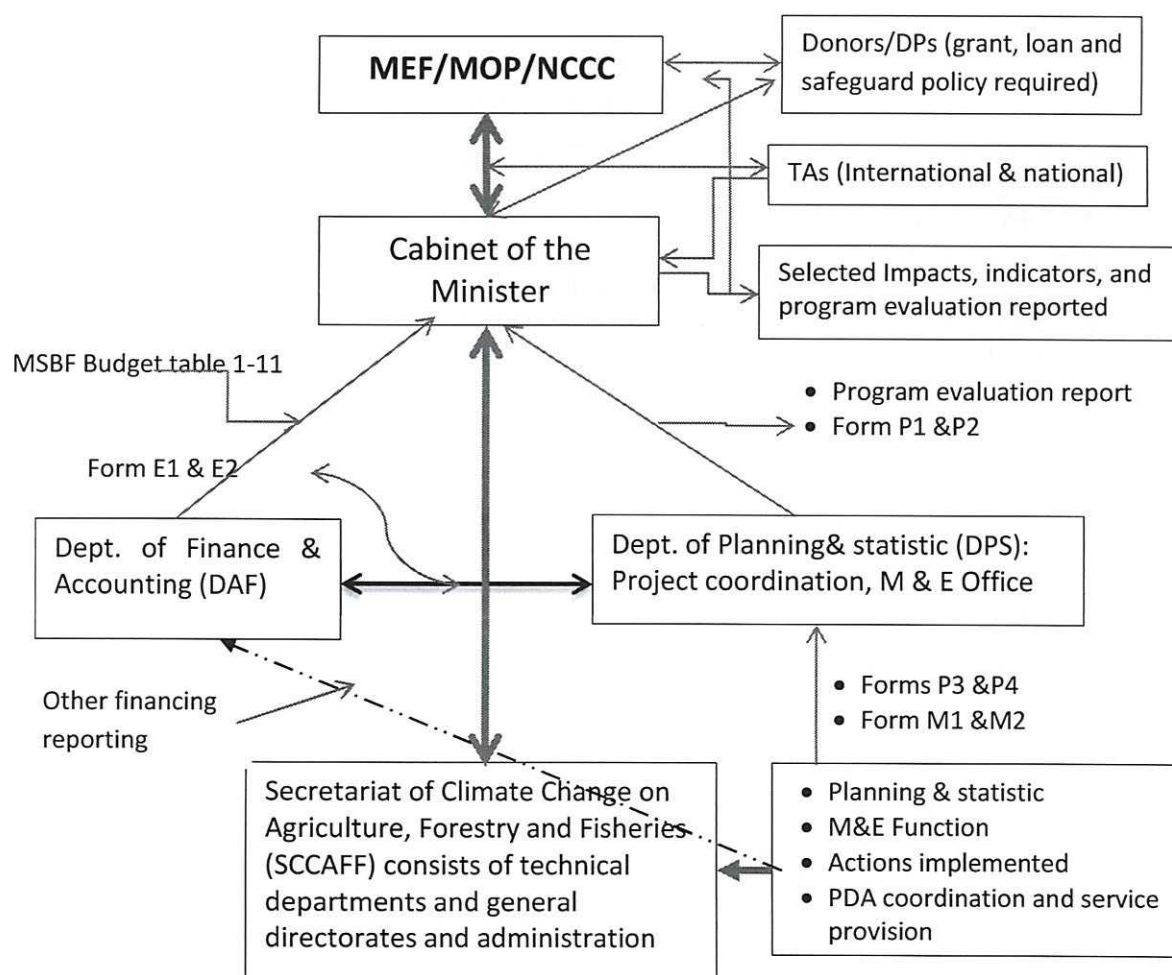 MEF/MOP/NCCC
Donors/DPs (grant, loan and
safeguard policy required)
TAs (International & national)
Cabinet of the
Minister
Selected Impacts, indicators, and
program evaluation reported
MSBF Budget table 1-11
• Program evaluation report
• Form P1 &P2
Form E1 & E2
Dept. of Finance &
Accounting (DAF)
Dept. of Planning& statistic (DPS):
Project coordination, M & E Office
Other financing
reporting
• Forms P3 &P4
• Form M1 &M2
Secretariat of Climate Change on
Agriculture, Forestry and Fisheries
(SCCAFF) consists of technical
departments and general
directorates and administration
• Planning & statistic
• M&E Function
• Actions implemented
• PDA coordination and service
provision